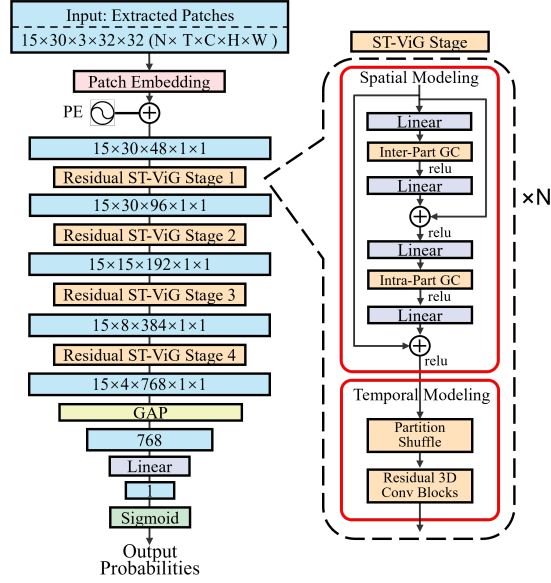 Input: Extracted Patches
15×30×3×32×32 (N× T×C×H×W )
Patch Embedding
PE
15×30×48×1×1
Residual ST-ViG Stage 1
15×30×96×1×1
Residual ST-ViG Stage 2
15×15×192×1×1
Residual ST-ViG Stage 3
15×8×384×1×1
Residual ST-ViG Stage 4
15×4×768×1×1
GAP
768
Linear
1
Sigmoid
Output
Probabilities
ST-ViG Stage
Spatial Modeling
Linear
Inter-Part GC
relu
Linear
relu
Linear
Intra-Part GC
relu
Linear
relu
×N
Temporal Modeling
Partition
Shuffle
Residual 3D
Conv Blocks